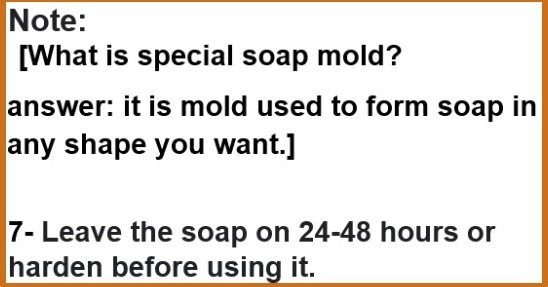 Note:
[What is special soap mold?
answer: it is mold used to form soap in
any shape you want.]
7- Leave the soap on 24-48 hours or
harden before using it.